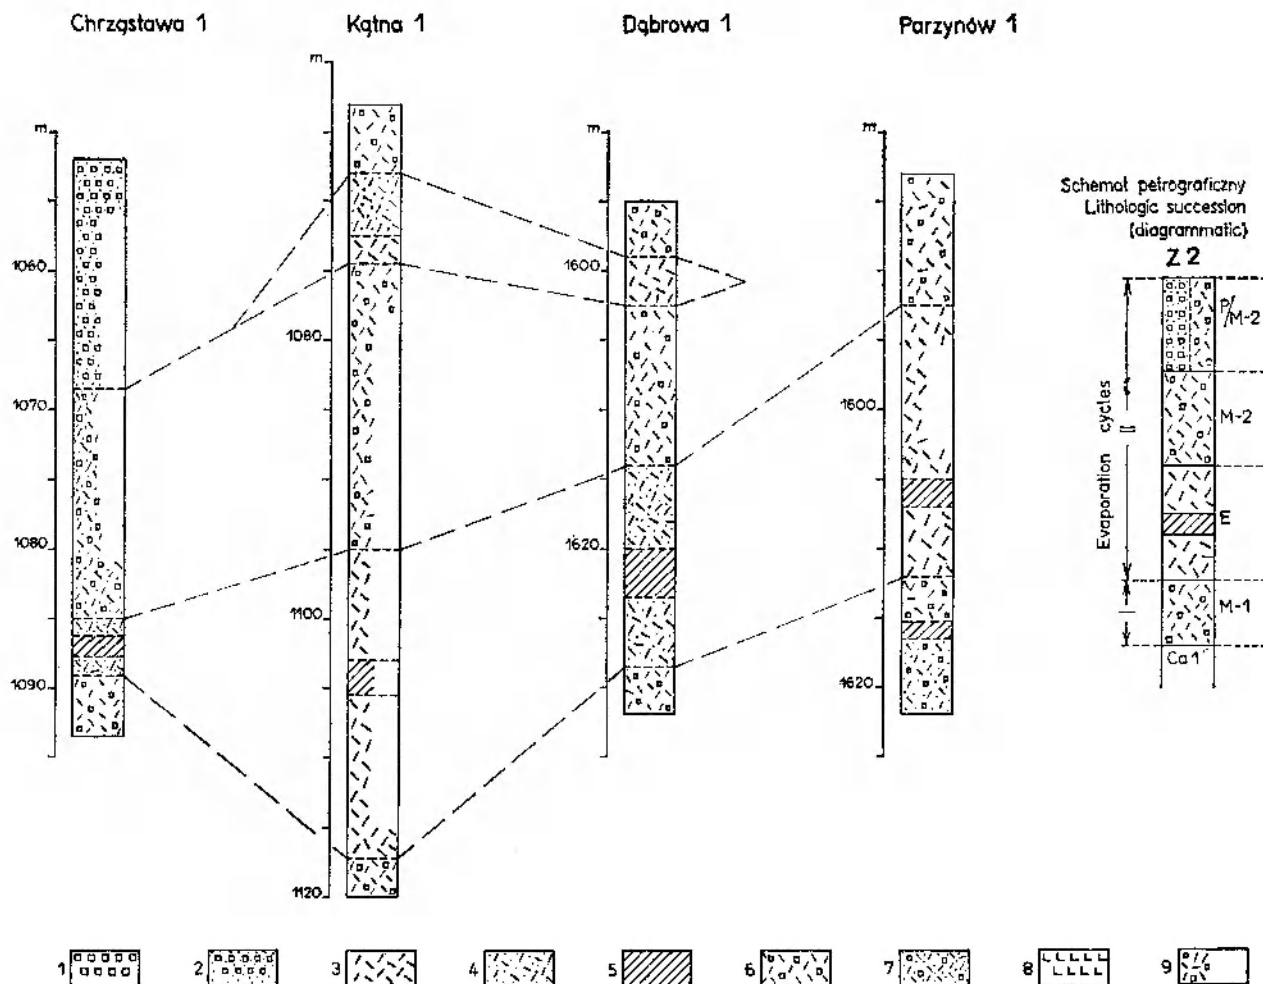 Chrząstawa 1
Kątna 1
Dąbrowa 1
Parzynów 1
m
1060
1070
1080
1090
m
1080
1100
1120
m
1600
1620
m
1600
1620
Schemat petrograficzny
Lithologic succession
(diagrammatic)
Z 2
P/M-2
M-2
E
M-1
Ca1
Evaporation cycles
II
I
1 2 3 4 5 6 7 8 9